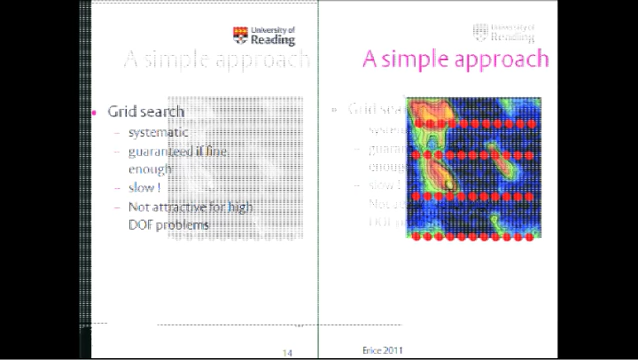 University of
Reading
A simple approach
Grid search
– systematic
– guaranteed if fine
enough
– slow !
– Not attractive for high
DOF problems
14
University of
Reading
A simple approach
Erice 2011